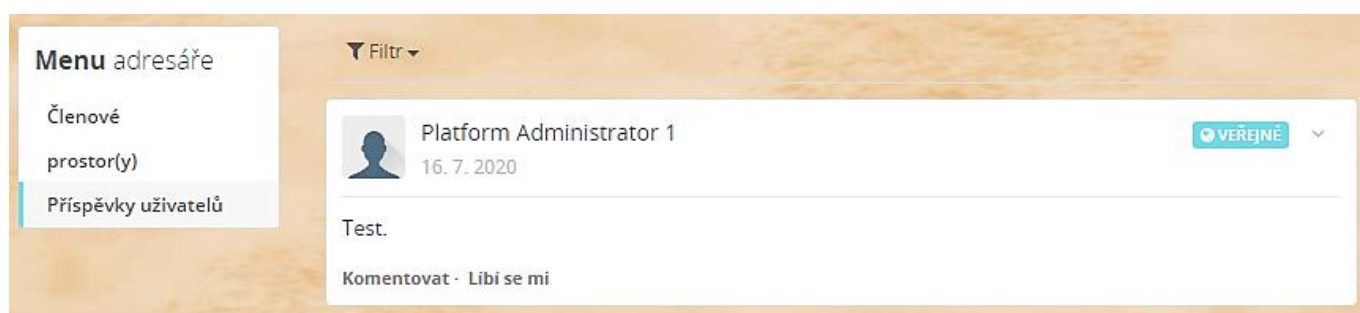 Menu adresáře
Členové
prostor(y)
Příspěvky uživatelů
Filtr
Platform Administrator 1
VEŘEJNÉ
16. 7. 2020
Test.
Komentovat · Líbí se mi